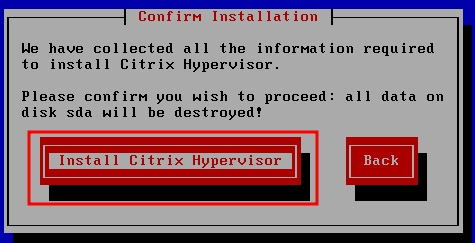 Confirm Installation
We have collected all the information required
to install Citrix Hypervisor.
Please confirm you wish to proceed: all data on
disk sda will be destroyed!
Install Citrix Hypervisor
Back